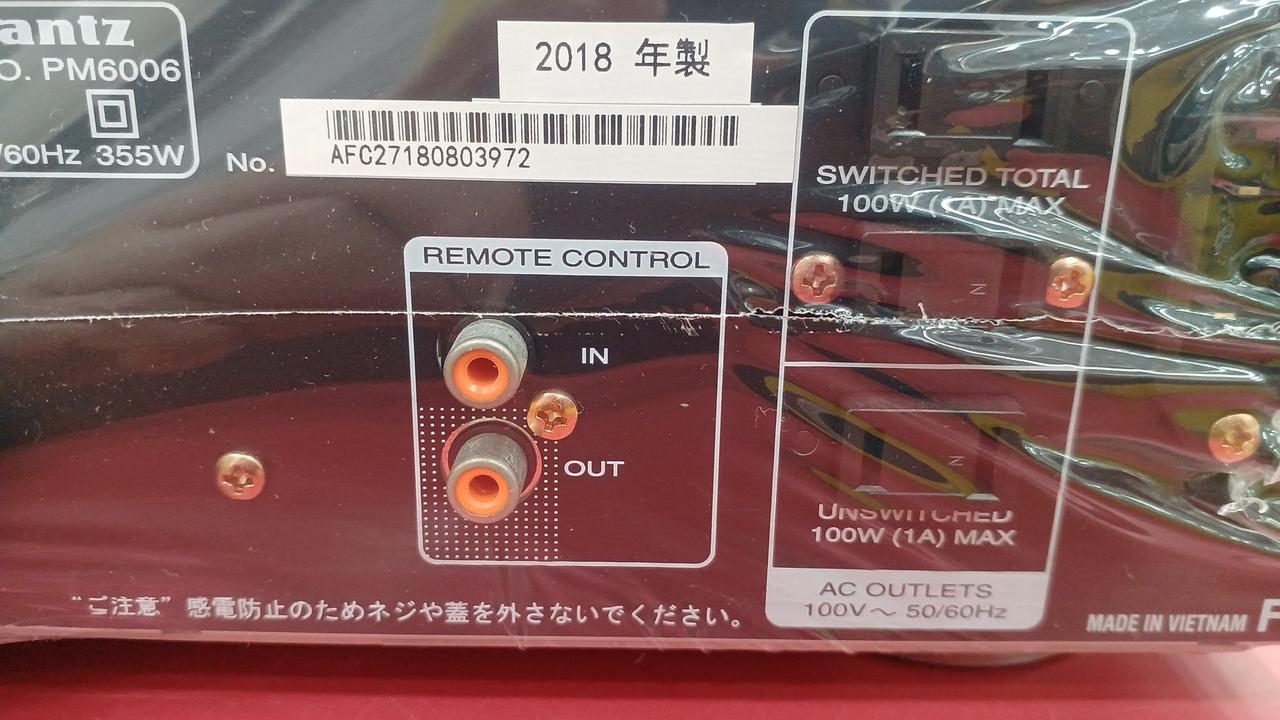 antz
O. PM6006
/60Hz 355W
2018 年製
No.
AFC27180803972
REMOTE CONTROL
IN
OUT
SWITCHED TOTAL
100W (1A) MAX
UNSWITCHED
100W (1A) MAX
AC OUTLETS
100V～ 50/60Hz
“ご注意” 感電防止のためネジや蓋を外さないでください。
MADE IN VIETNAM